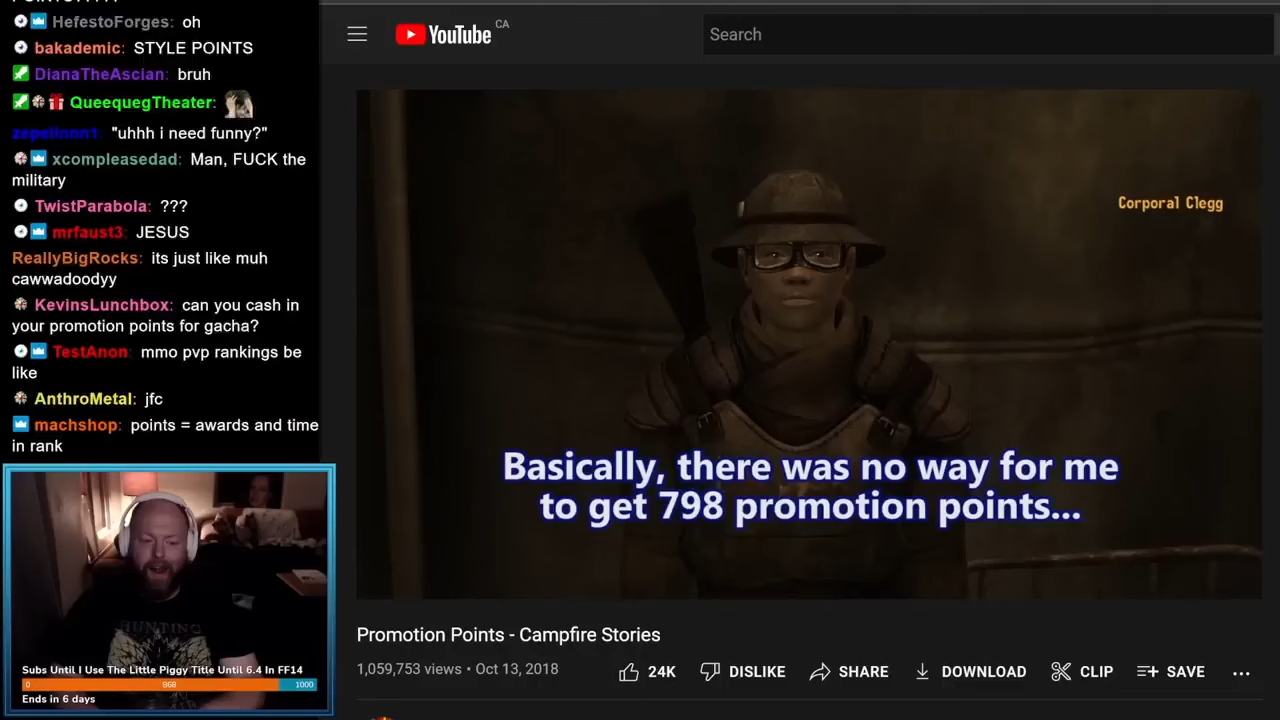 HefestoForges: oh
bakademic: STYLE POINTS
DianaTheAscian: bruh
QueequegTheater:
zepelinnn1: "uhhh i need funny?"
xcompleasedad: Man, FUCK the
military
TwistParabola: ???
mrfaust3: JESUS
ReallyBigRocks: its just like muh
cawwadoodyy
KevinsLunchbox: can you cash in
your promotion points for gacha?
TestAnon: mmo pvp rankings be
like
AnthroMetal: jfc
machshop: points = awards and time
in rank
HUNTING
Subs Until I Use The Little Piggy Title Until 6.4 In FF14
0 868 1000
Ends in 6 days
YouTube CA
Search
Corporal Clegg
Basically, there was no way for me
to get 798 promotion points...
Promotion Points - Campfire Stories
1,059,753 views • Oct 13, 2018
24K DISLIKE SHARE DOWNLOAD CLIP SAVE ...